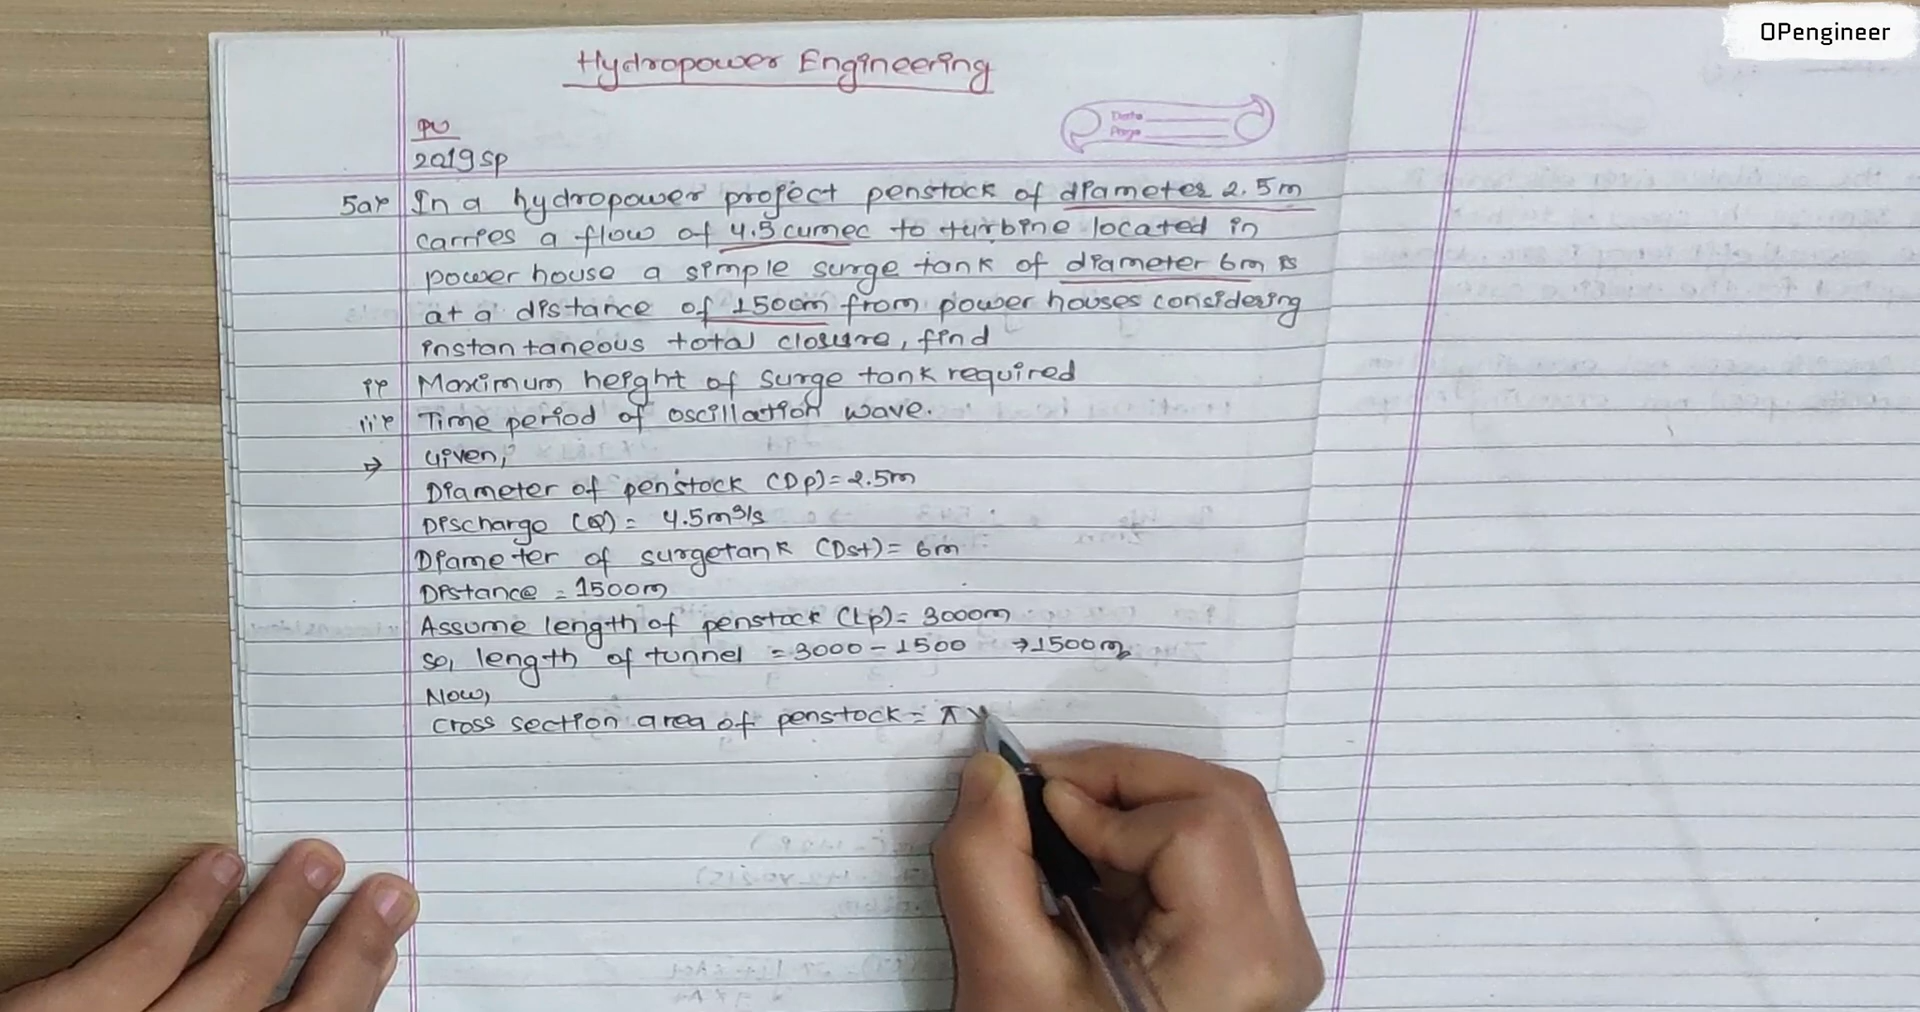 OPengineer
Hydropower Engineering
PU
2019 sp
Date
Page
5a In a hydropower project penstock of diameter 2.5m
carries a flow of 4.5 cumec to turbine located in
power house a simple surge tank of diameter 6m is
at a distance of 1500m from power houses considering
instantaneous total closure, find
i) Maximum height of surge tank required
ii) Time period of oscillation wave.
⇒ Given,
Diameter of penstock (Dp) = 2.5m
Discharge (Q) = 4.5m³/s
Diameter of surgetank (Dst) = 6m
Distance = 1500m
Assume length of penstock (Lp) = 3000m
so, length of tunnel = 3000 - 1500 ⇒ 1500m
Now,
Cross section area of penstock = π